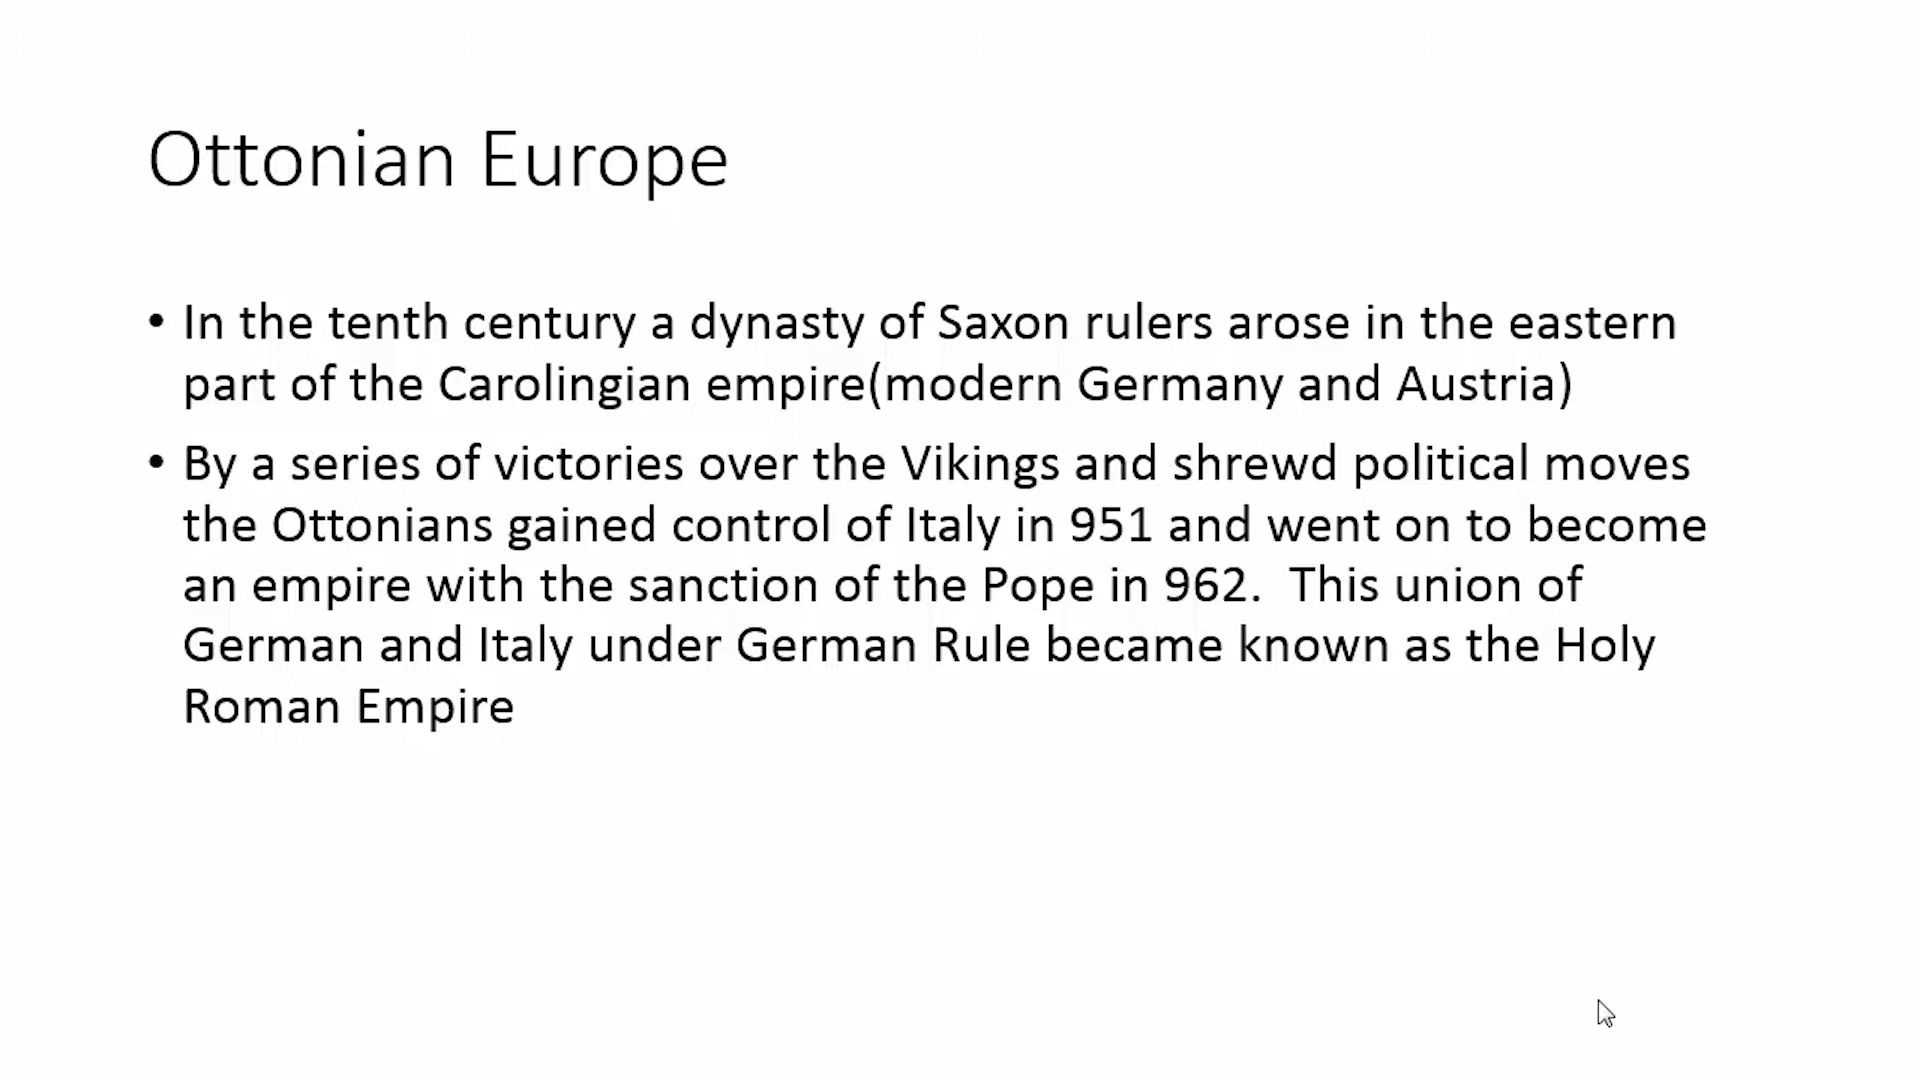 Ottonian Europe
• In the tenth century a dynasty of Saxon rulers arose in the eastern
part of the Carolingian empire(modern Germany and Austria)
• By a series of victories over the Vikings and shrewd political moves
the Ottonians gained control of Italy in 951 and went on to become
an empire with the sanction of the Pope in 962.  This union of
German and Italy under German Rule became known as the Holy
Roman Empire